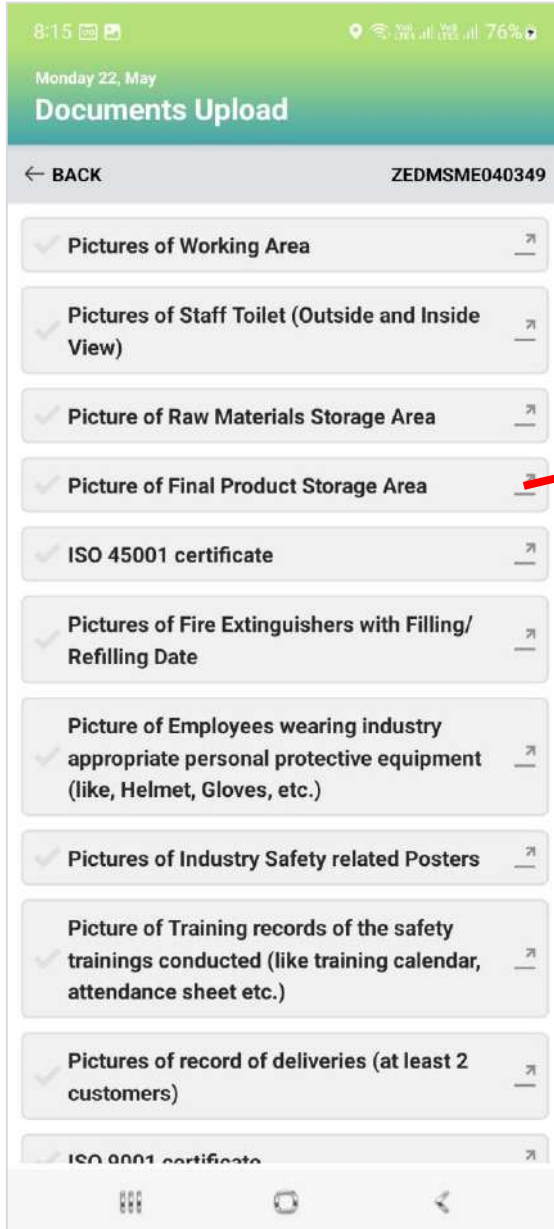 8:15 76%
Monday 22, May
Documents Upload
← BACK ZEDMSME040349
Pictures of Working Area
Pictures of Staff Toilet (Outside and Inside
View)
Picture of Raw Materials Storage Area
Picture of Final Product Storage Area
ISO 45001 certificate
Pictures of Fire Extinguishers with Filling/
Refilling Date
Picture of Employees wearing industry
appropriate personal protective equipment
(like, Helmet, Gloves, etc.)
Pictures of Industry Safety related Posters
Picture of Training records of the safety
trainings conducted (like training calendar,
attendance sheet etc.)
Pictures of record of deliveries (at least 2
customers)
ISO 9001 certificate